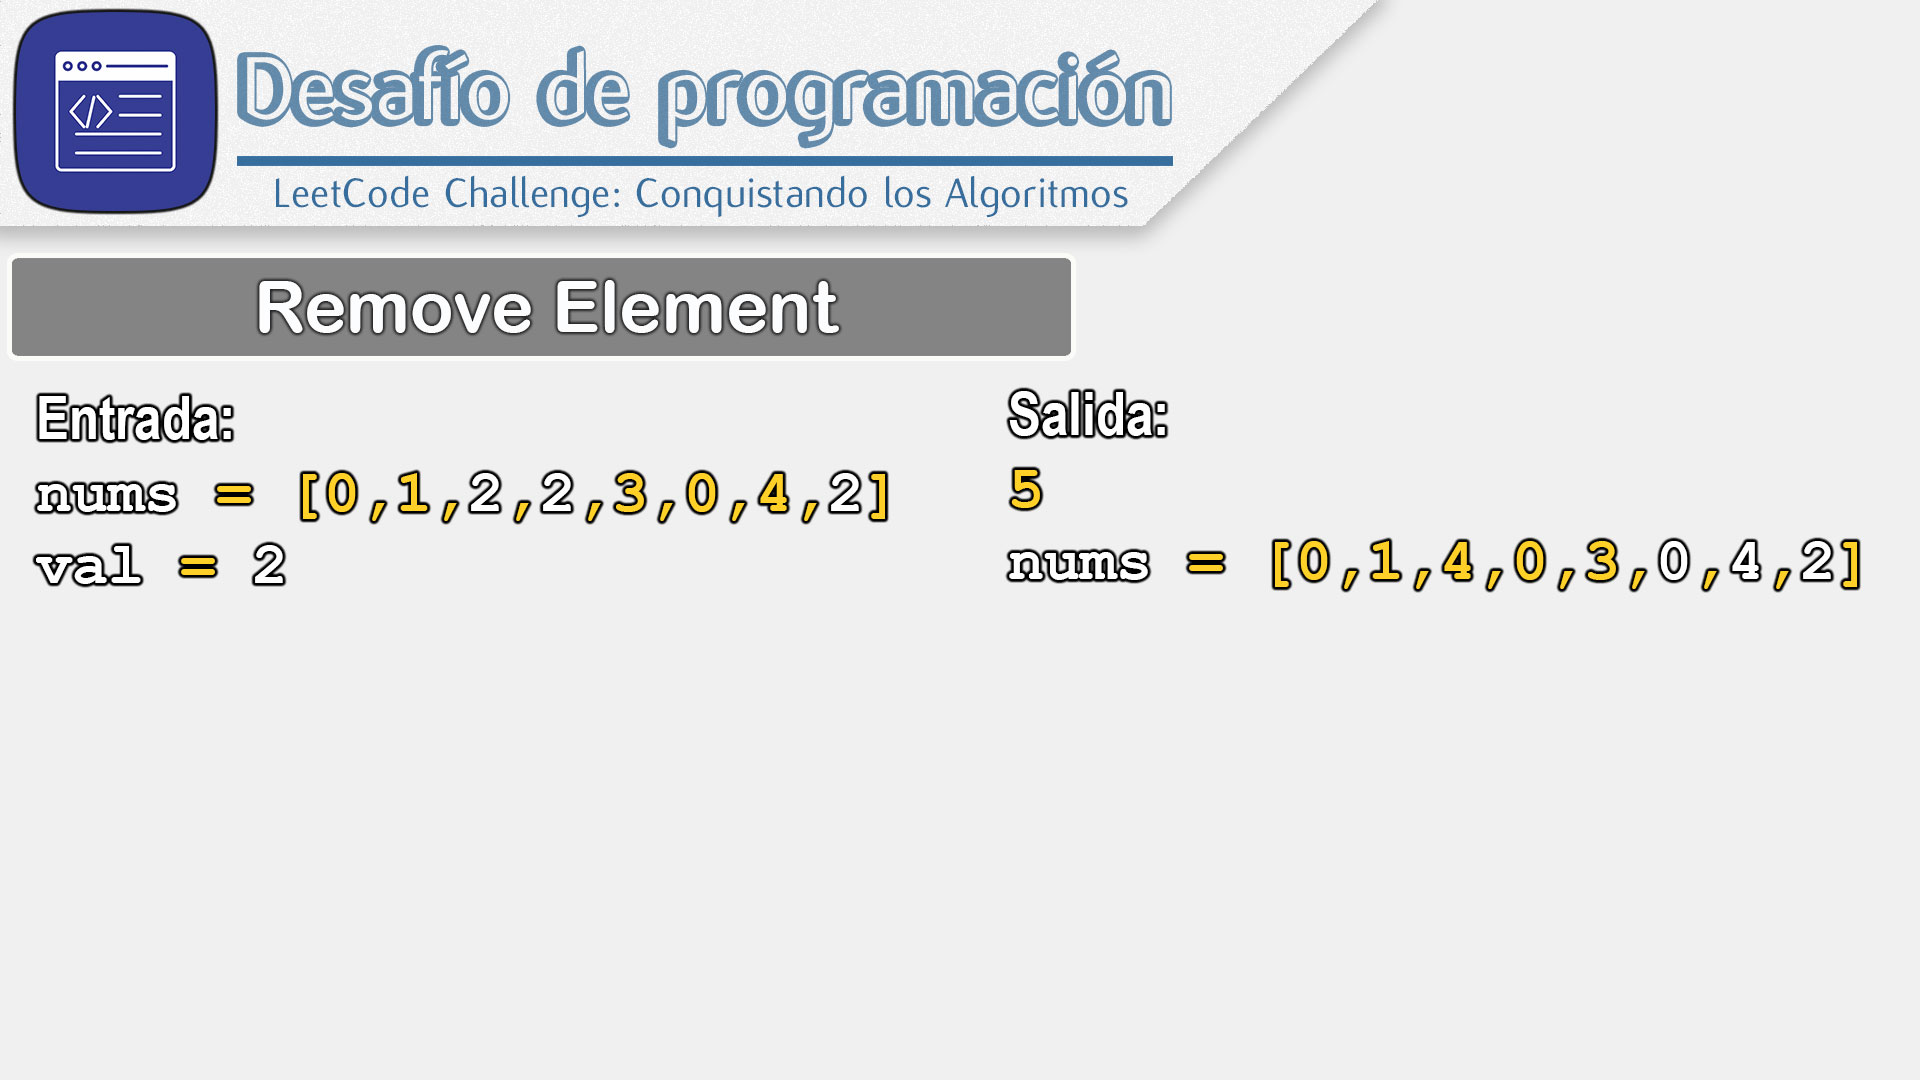 Desafío de programación
LeetCode Challenge: Conquistando los Algoritmos
Remove Element
Entrada:
nums = [0,1,2,2,3,0,4,2]
val = 2
Salida:
5
nums = [0,1,4,0,3,0,4,2]